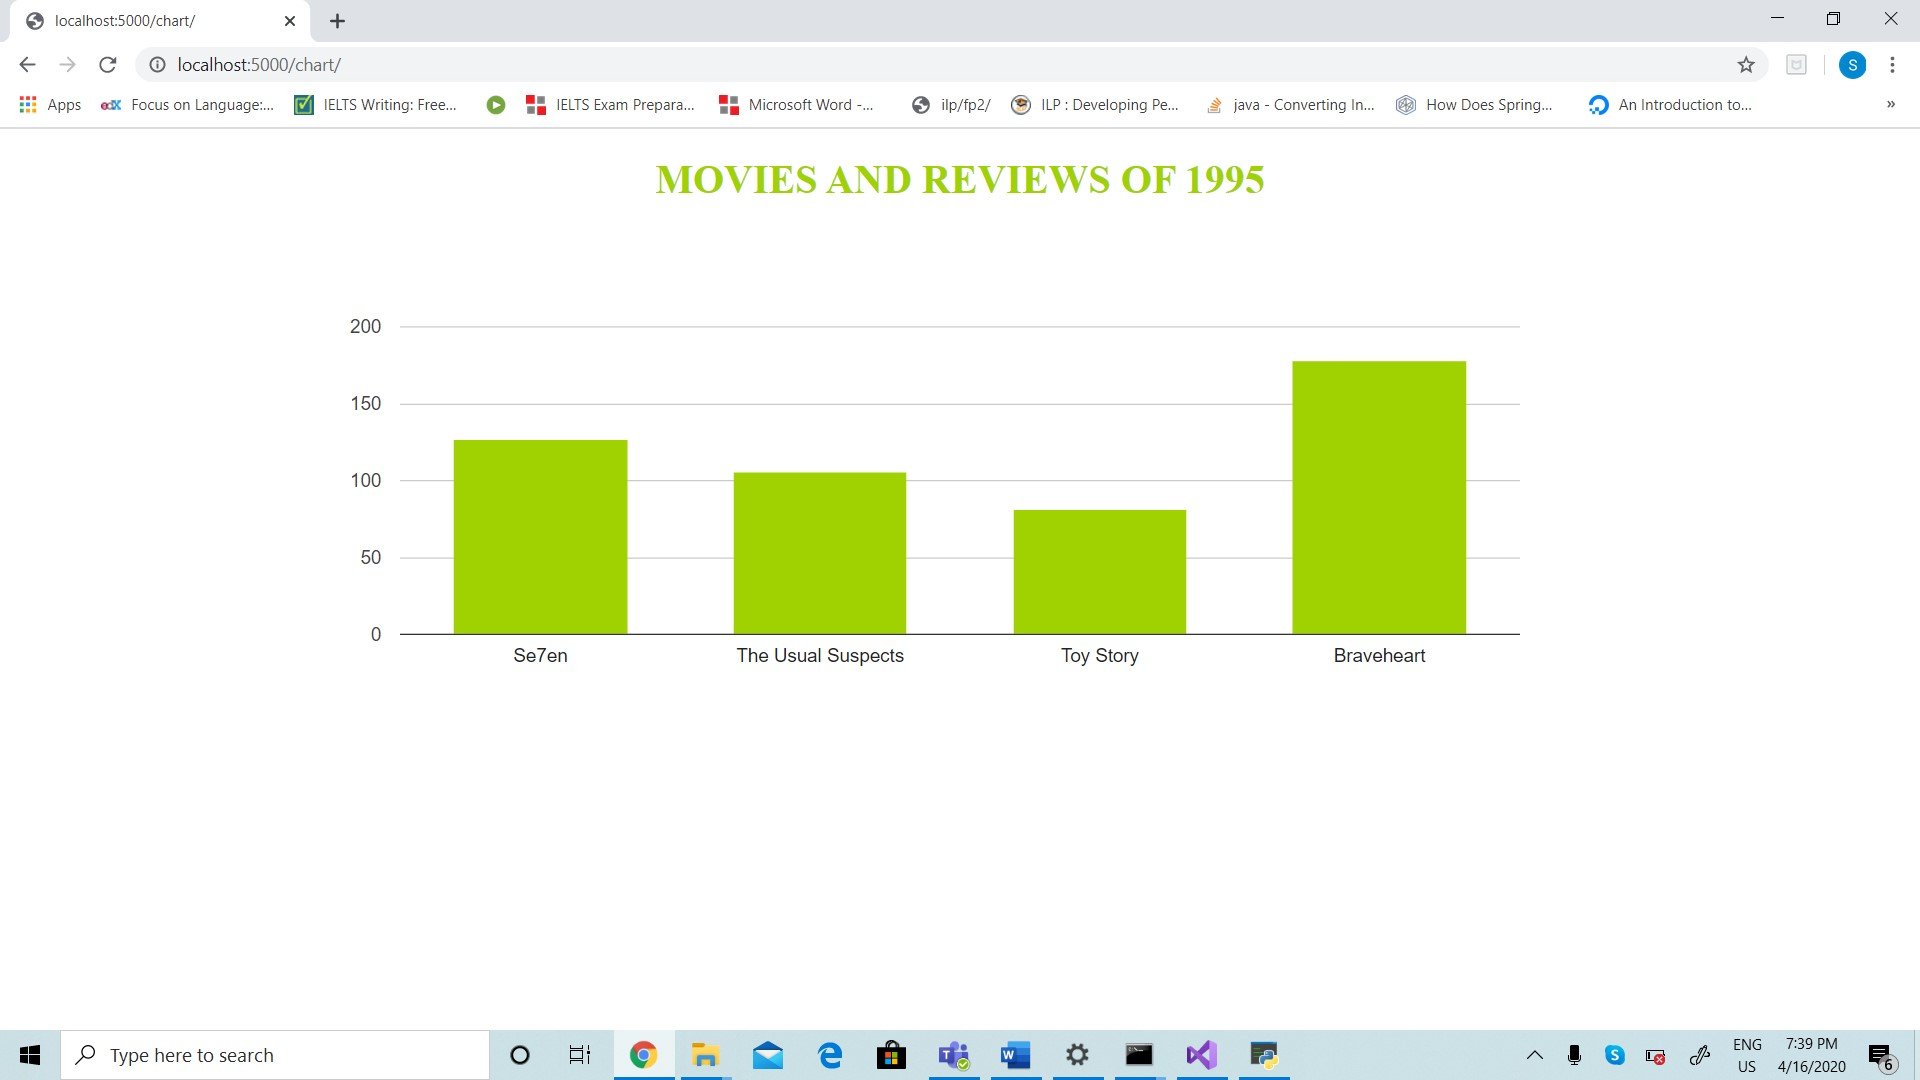 localhost:5000/chart/
localhost:5000/chart/
Apps
edX Focus on Language:...
IELTS Writing: Free...
IELTS Exam Prepara...
Microsoft Word -...
ilp/fp2/
ILP : Developing Pe...
java - Converting In...
How Does Spring...
An Introduction to...
»
S
MOVIES AND REVIEWS OF 1995
200
150
100
50
0
Se7en
The Usual Suspects
Toy Story
Braveheart
Type here to search
ENG
US
7:39 PM
4/16/2020
6